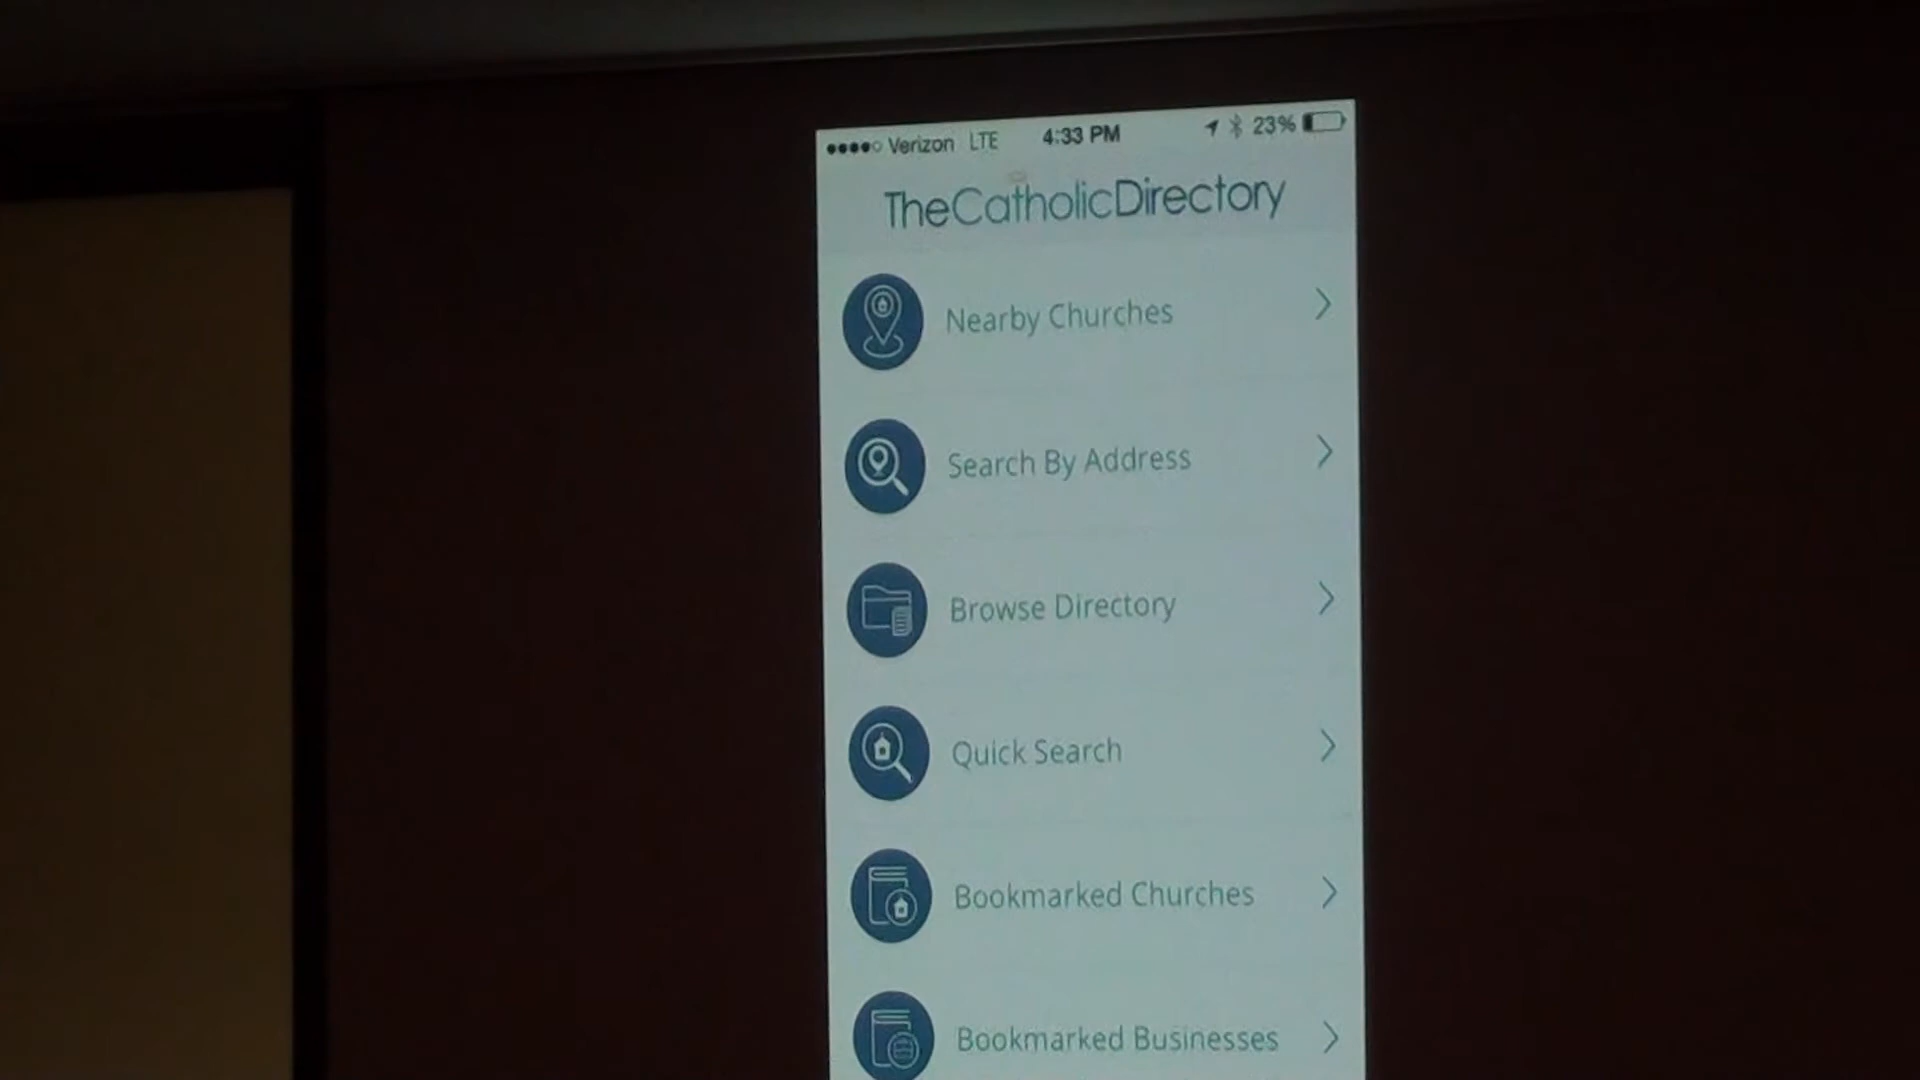 Verizon LTE 4:33 PM 23%
TheCatholicDirectory
Nearby Churches
Search By Address
Browse Directory
Quick Search
Bookmarked Churches
Bookmarked Businesses